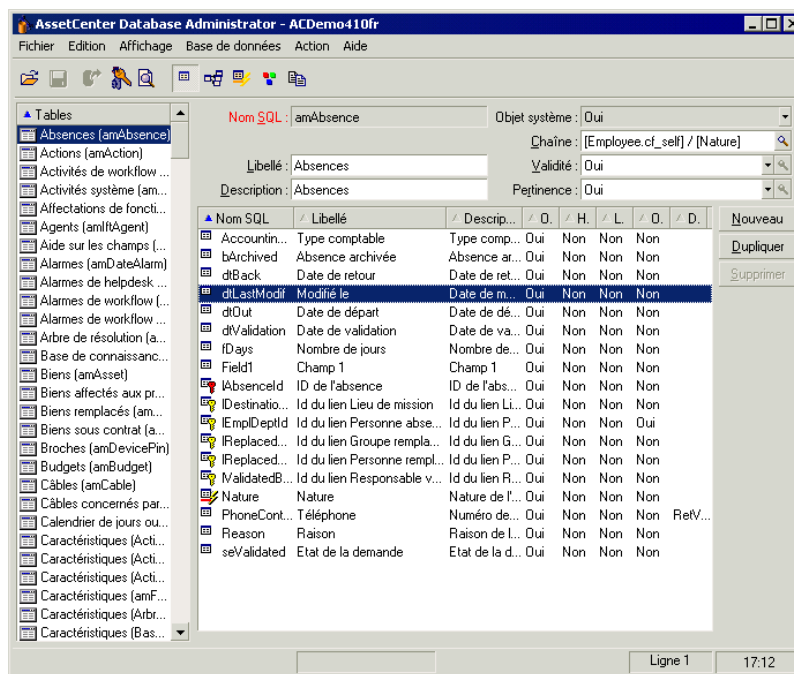 AssetCenter Database Administrator - ACDemo410fr
Fichier Edition Affichage Base de données Action Aide
Tables
Absences (amAbsence)
Actions (amAction)
Activités de workflow ...
Activités système (am...
Affectations de foncti...
Agents (amIftAgent)
Aide sur les champs (...
Alarmes (amDateAlarm)
Alarmes de helpdesk ...
Alarmes de workflow (...
Alarmes de workflow ...
Arbre de résolution (a...
Base de connaissanc...
Biens (amAsset)
Biens affectés aux pr...
Biens remplacés (am...
Biens sous contrat (a...
Broches (amDevicePin)
Budgets (amBudget)
Câbles (amCable)
Câbles concernés par...
Calendrier de jours ou...
Caractéristiques (Acti...
Caractéristiques (Acti...
Caractéristiques (Acti...
Caractéristiques (amF...
Caractéristiques (Arbr...
Caractéristiques (Bas...
Nom SQL : amAbsence Objet système : Oui
Chaîne : [Employee.cf_self] / [Nature]
Libellé : Absences Validité : Oui
Description : Absences Pertinence : Oui
Nom SQL Libellé Descrip... O. H. L. O. D.
Accountin... Type comptable Type comp... Oui Non Non Non
bArchived Absence archivée Absence ar... Oui Non Non Non
dtBack Date de retour Date de ret... Oui Non Non Non
dtLastModif Modifié le Date de m... Oui Non Non Non
dtOut Date de départ Date de dé... Oui Non Non Non
dtValidation Date de validation Date de va... Oui Non Non Non
fDays Nombre de jours Nombre de... Oui Non Non Non
Field1 Champ 1 Champ 1 Oui Non Non Non
lAbsenceId ID de l'absence ID de l'abs... Oui Non Non Non
lDestinatio... Id du lien Lieu de mission Id du lien Li... Oui Non Non Non
lEmplDeptId Id du lien Personne abse... Id du lien P... Oui Non Non Oui
lReplaced... Id du lien Groupe rempla... Id du lien G... Oui Non Non Non
lReplaced... Id du lien Personne rempl... Id du lien P... Oui Non Non Non
lValidatedB... Id du lien Responsable v... Id du lien R... Oui Non Non Non
Nature Nature Nature de l'... Oui Non Non Non
PhoneCont... Téléphone Numéro de... Oui Non Non Non RetV...
Reason Raison Raison de l... Oui Non Non Non
seValidated Etat de la demande Etat de la d... Oui Non Non Non
Nouveau
Dupliquer
Supprimer
Ligne 1 17:12